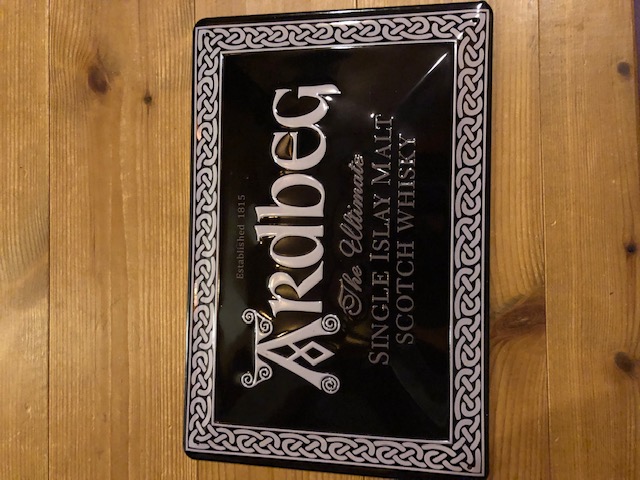 Established 1815
Ardbeg
The Ultimate
SINGLE ISLAY MALT
SCOTCH WHISKY